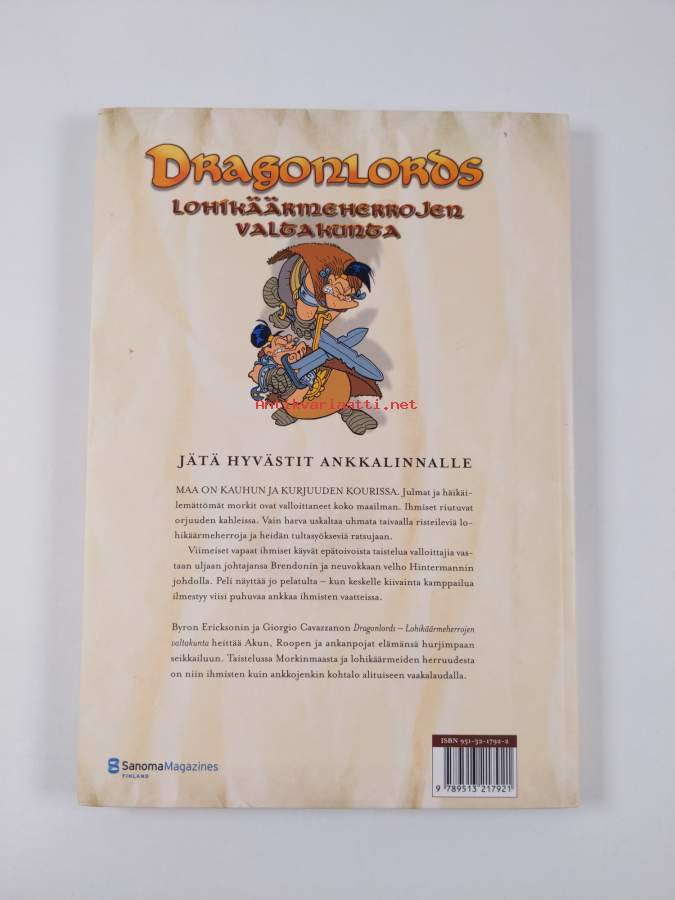 DRAGONLORDS
LOHIKÄÄRMEHERROJEN
VALTAKUNTA
Antikvariaatti.net
JÄTÄ HYVÄSTIT ANKKALINNALLE
MAA ON KAUHUN JA KURJUUDEN KOURISSA. Julmat ja häikäi-
lemättömät morkit ovat valloittaneet koko maailman. Ihmiset riutuvat
orjuuden kahleissa. Vain harva uskaltaa uhmata taivaalla risteileviä lo-
hikäärmeherroja ja heidän tultasyökseviä ratsujaan.
Viimeiset vapaat ihmiset käyvät epätoivoista taistelua valloittajia vas-
taan uljaan johtajansa Brendonin ja neuvokkaan velho Hintermannin
johdolla. Peli näyttää jo pelatulta – kun keskelle kiivainta kamppailua
ilmestyy viisi puhuvaa ankkaa ihmisten vaatteissa.
Byron Ericksonin ja Giorgio Cavazzanon Dragonlords – Lohikäärmeherrojen
valtakunta heittää Akun, Roopen ja ankanpojat elämänsä hurjimpaan
seikkailuun. Taistelussa Morkinmaasta ja lohikäärmeiden herruudesta
on niin ihmisten kuin ankkojenkin kohtalo alituiseen vaakalaudalla.
ISBN 951-32-1792-2
SanomaMagazines
FINLAND
9 789513 217921